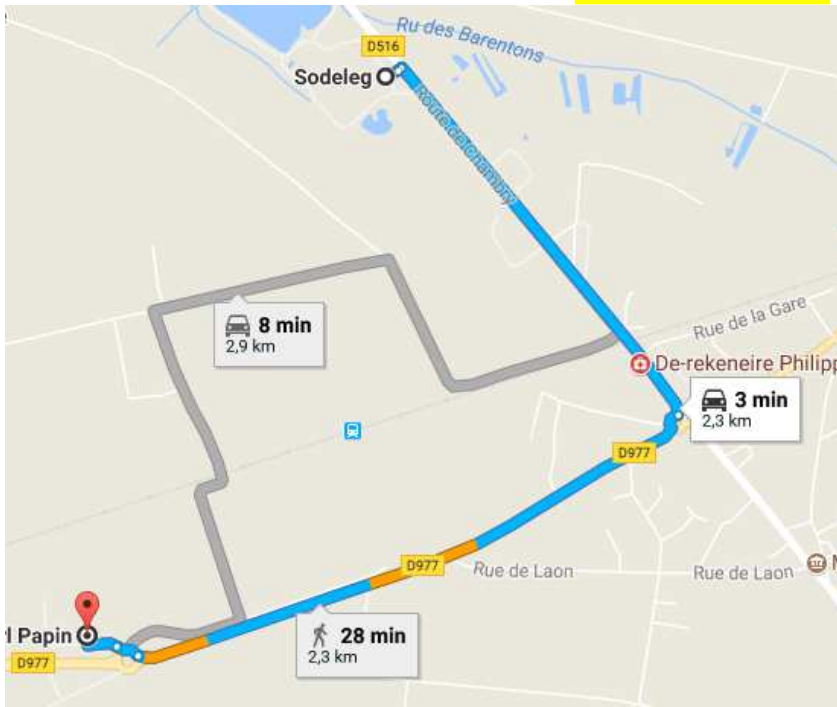 D516
Ru des Barentons
Sodeleg
Route de Chambry
8 min
2,9 km
Rue de la Gare
De-rekeneire Philipp
3 min
2,3 km
D977
D977
Rue de Laon
Rue de Laon
28 min
2,3 km
Papin
D977